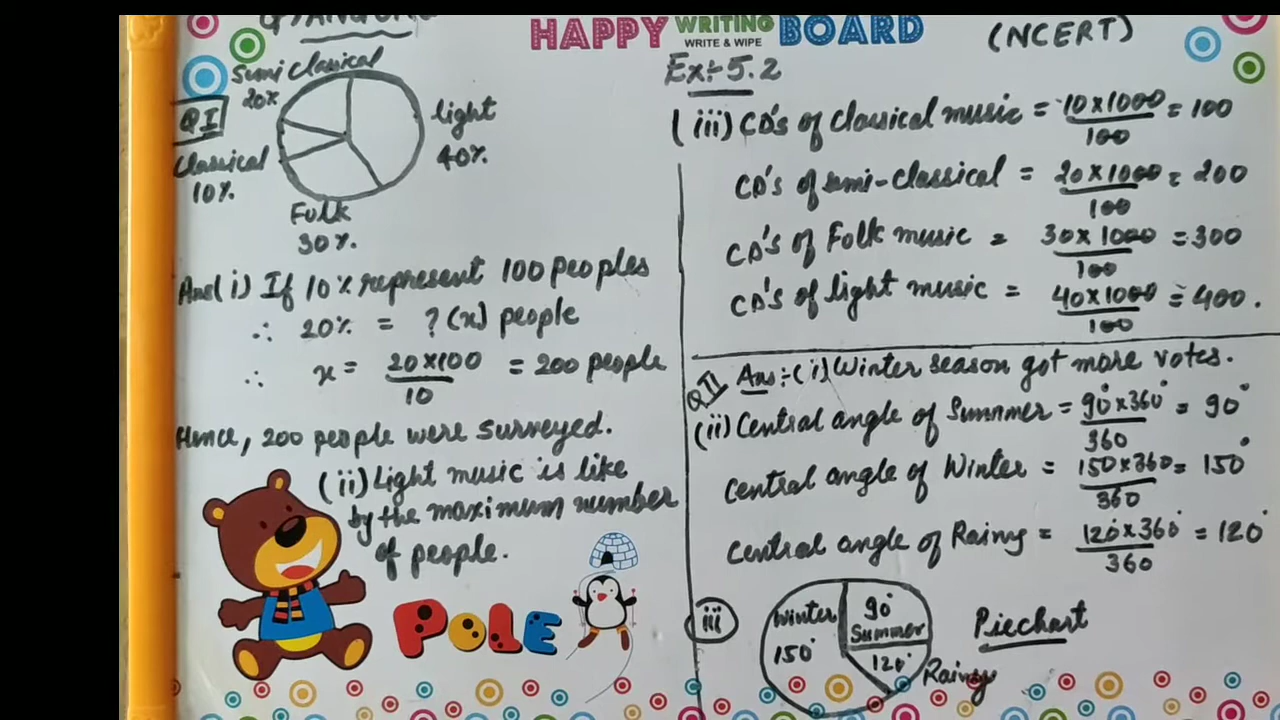 HAPPY WRITING BOARD
WRITE & WIPE
(NCERT)
Ex:- 5.2
Semi classical
20%
QI
Classical
10%
light
40%.
Fulk
30%.
Ans (i) If 10% represent 100 peoples
∴ 20% = ? (x) people
∴ x = 20×100/10 = 200 people
Hence, 200 people were surveyed.
(ii) Light music is like
by the maximum number
of people.
POLE
(iii) CD's of classical music = 10×1000/100 = 100
CD's of semi-classical = 20×1000/100 = 200
CD's of Folk music = 30×1000/100 = 300
CD's of light music = 40×1000/100 = 400.
QII Ans:- (i) Winter season got more votes.
(ii) Central angle of Summer = 90°×360°/360 = 90°
Central angle of Winter = 150×360/360 = 150°
Central angle of Rainy = 120°×360°/360 = 120°
iii
Winter
150°
90°
Summer
120°
Rainy
Piechart